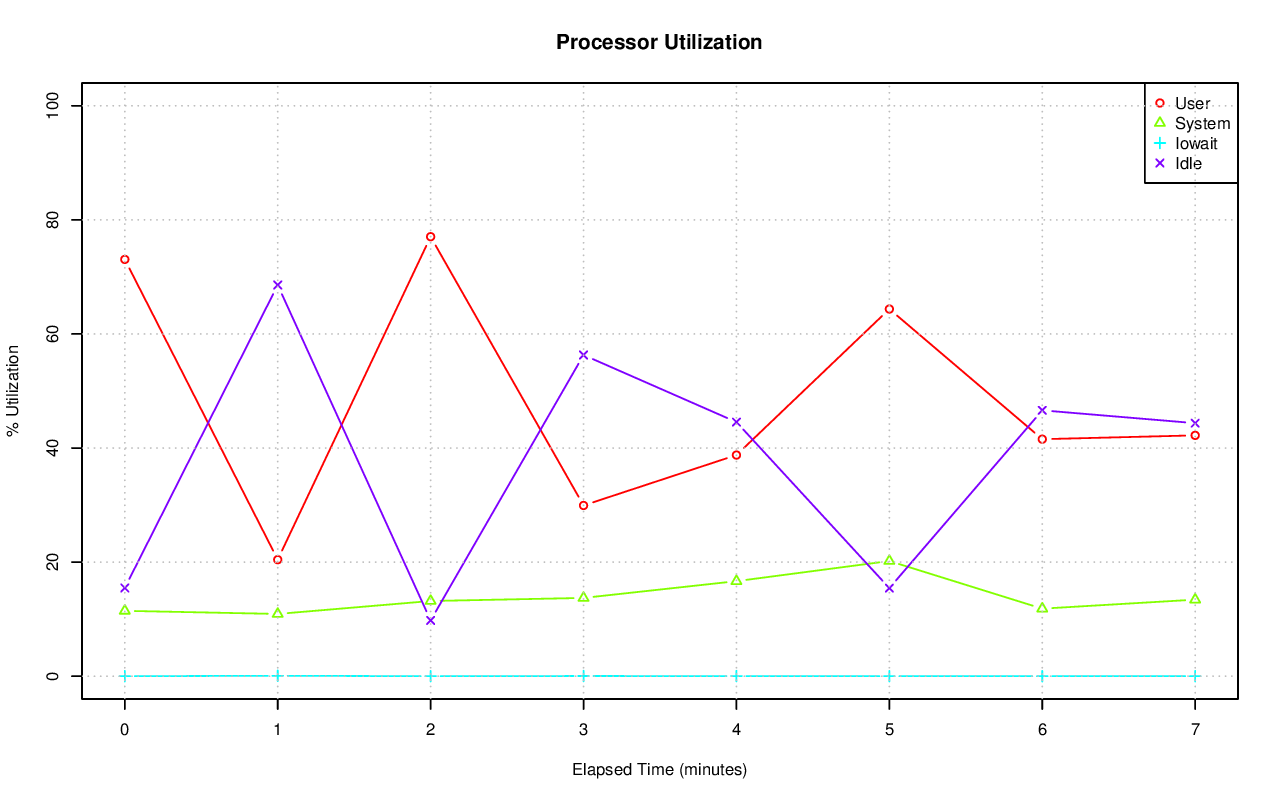 Processor Utilization
User
System
Iowait
Idle
% Utilization
100
80
60
40
20
0
0 1 2 3 4 5 6 7
Elapsed Time (minutes)